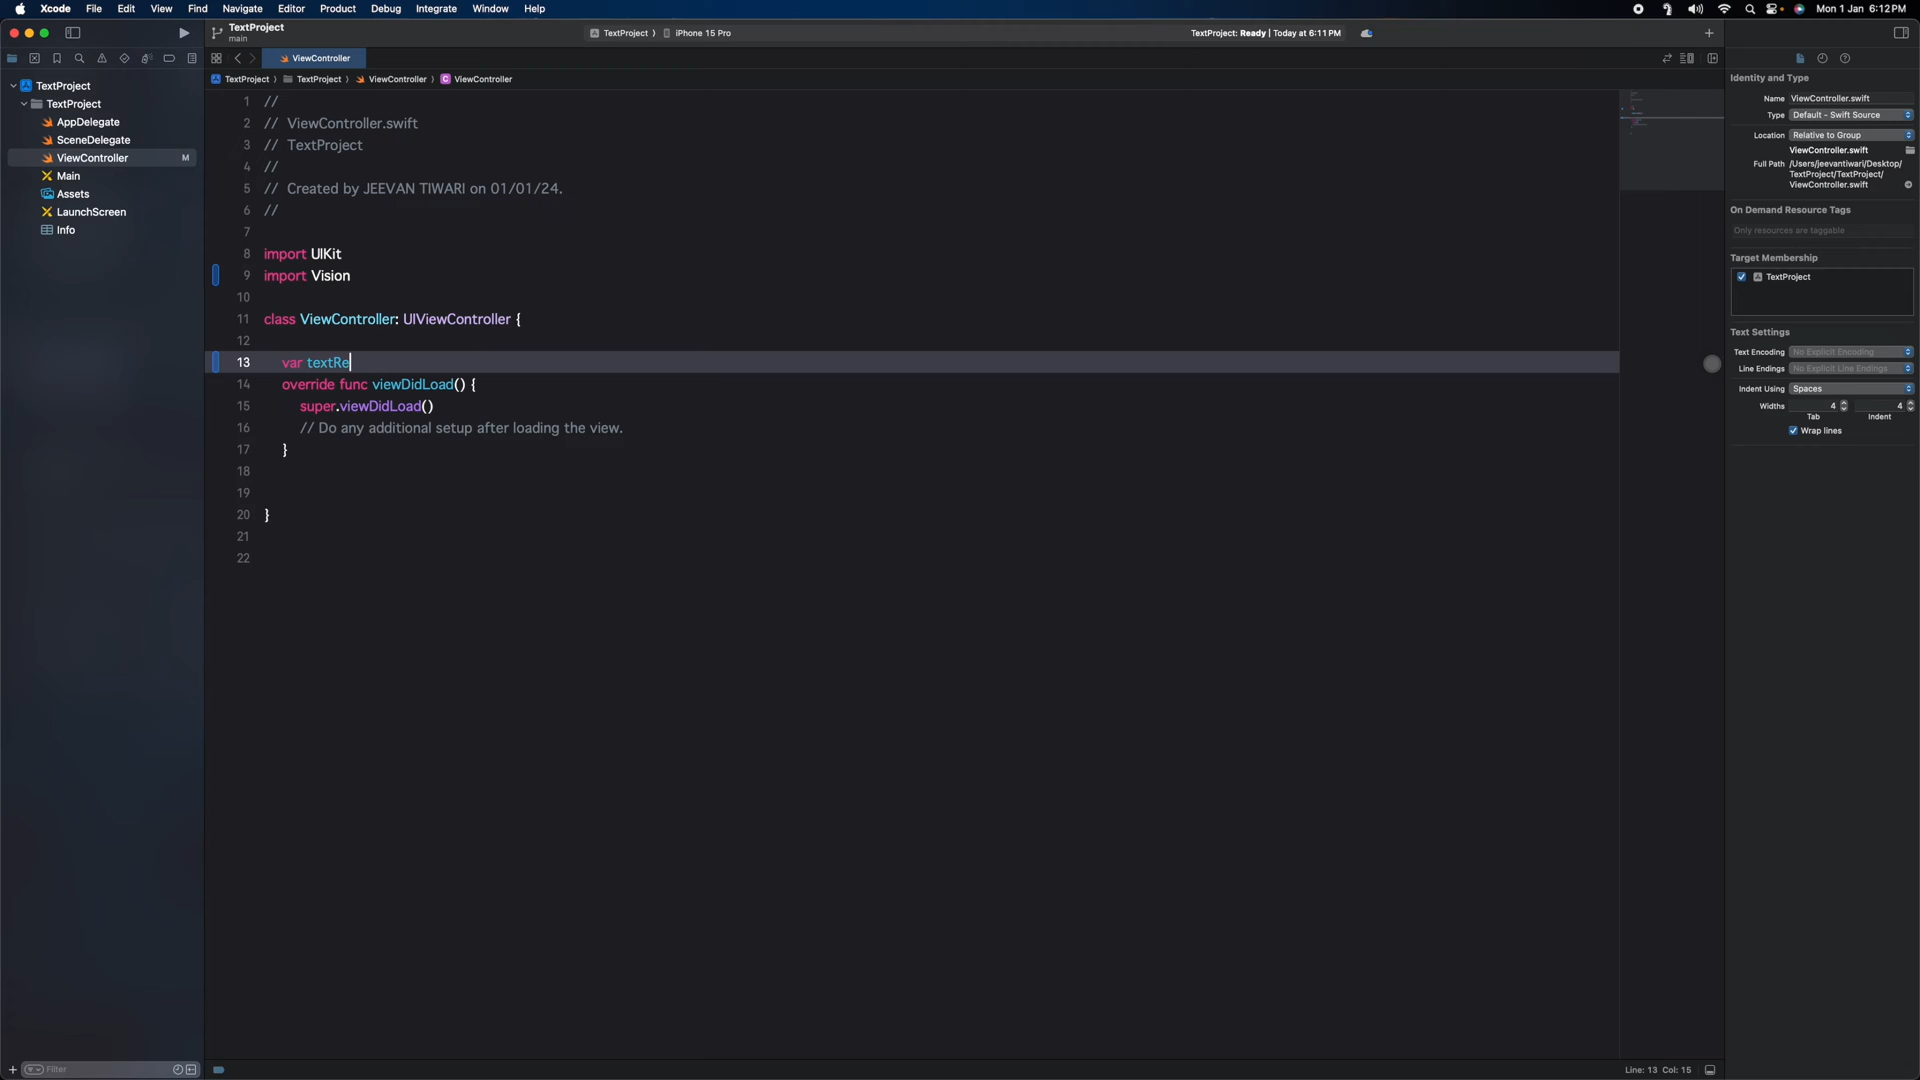 Xcode File Edit View Find Navigate Editor Product Debug Integrate Window Help Mon 1 Jan 6:12 PM
TextProject
main
TextProject iPhone 15 Pro
TextProject: Ready | Today at 6:11 PM
ViewController
TextProject TextProject ViewController C ViewController
TextProject
TextProject
AppDelegate
SceneDelegate
ViewController M
Main
Assets
LaunchScreen
Info
Filter
1 //
2 // ViewController.swift
3 // TextProject
4 //
5 // Created by JEEVAN TIWARI on 01/01/24.
6 //
7
8 import UIKit
9 import Vision
10
11 class ViewController: UIViewController {
12
13 var textRe
14 override func viewDidLoad() {
15 super.viewDidLoad()
16 // Do any additional setup after loading the view.
17 }
18
19
20 }
21
22
Identity and Type
Name ViewController.swift
Type Default - Swift Source
Location Relative to Group
ViewController.swift
Full Path /Users/jeevantiwari/Desktop/
TextProject/TextProject/
ViewController.swift
On Demand Resource Tags
Only resources are taggable
Target Membership
TextProject
Text Settings
Text Encoding No Explicit Encoding
Line Endings No Explicit Line Endings
Indent Using Spaces
Widths 4 4
Tab Indent
Wrap lines
Line: 13 Col: 15